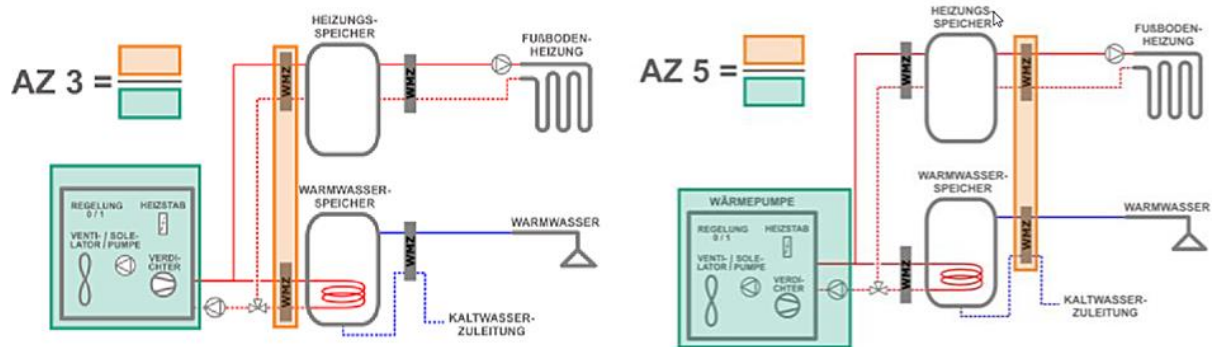 AZ 3 =
HEIZUNGS-
SPEICHER
WMZ
WMZ
FUßBODEN-
HEIZUNG
WARMWASSER-
SPEICHER
REGELUNG
0 / 1
HEIZSTAB
VENTI- / SOLE-
LATOR / PUMPE
VERDI-
CHTER
WMZ
WMZ
WARMWASSER
KALTWASSER-
ZULEITUNG
AZ 5 =
HEIZUNGS-
SPEICHER
WMZ
WMZ
FUßBODEN-
HEIZUNG
WARMWASSER-
SPEICHER
WÄRMEPUMPE
REGELUNG
0 / 1
HEIZSTAB
VENTI- / SOLE-
LATOR / PUMPE
VERDI-
CHTER
WMZ
WMZ
WARMWASSER
KALTWASSER-
ZULEITUNG